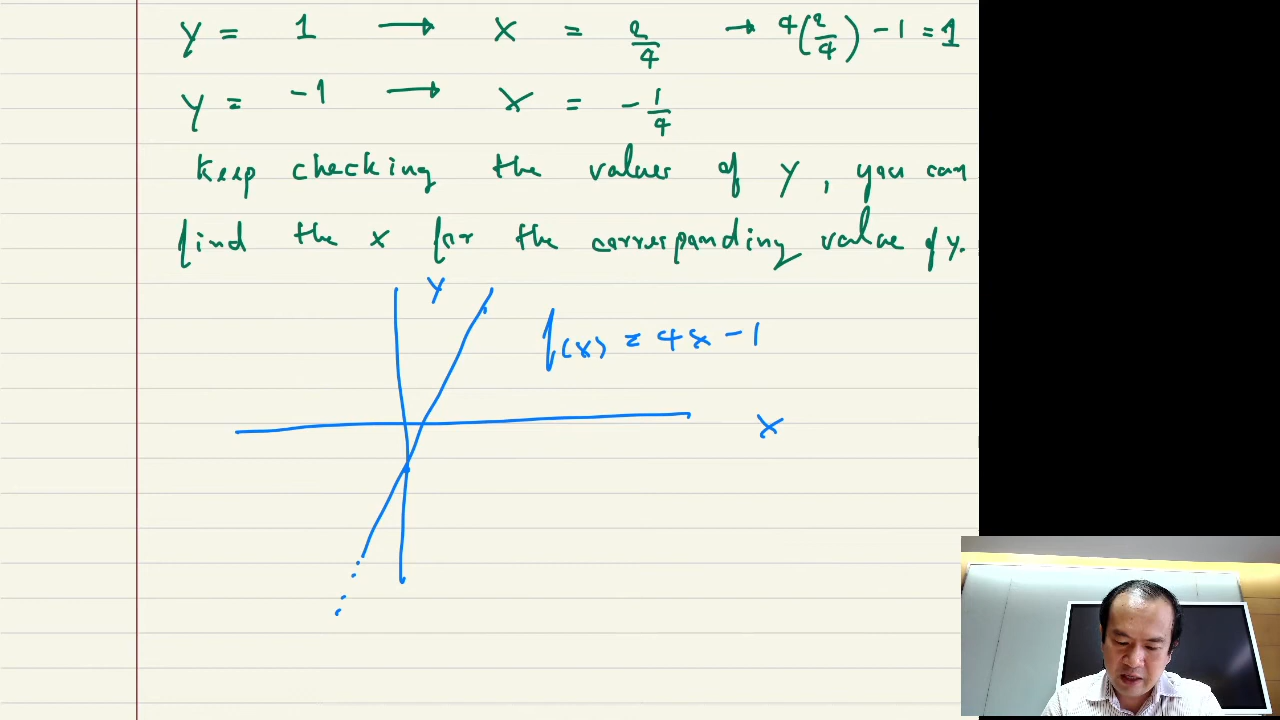 y = 1 → x = 2/4 → 4(2/4) - 1 = 1
y = -1 → x = -1/4
Keep checking the values of y, you can
find the x for the corresponding value of y.
y
f(x) = 4x - 1
x